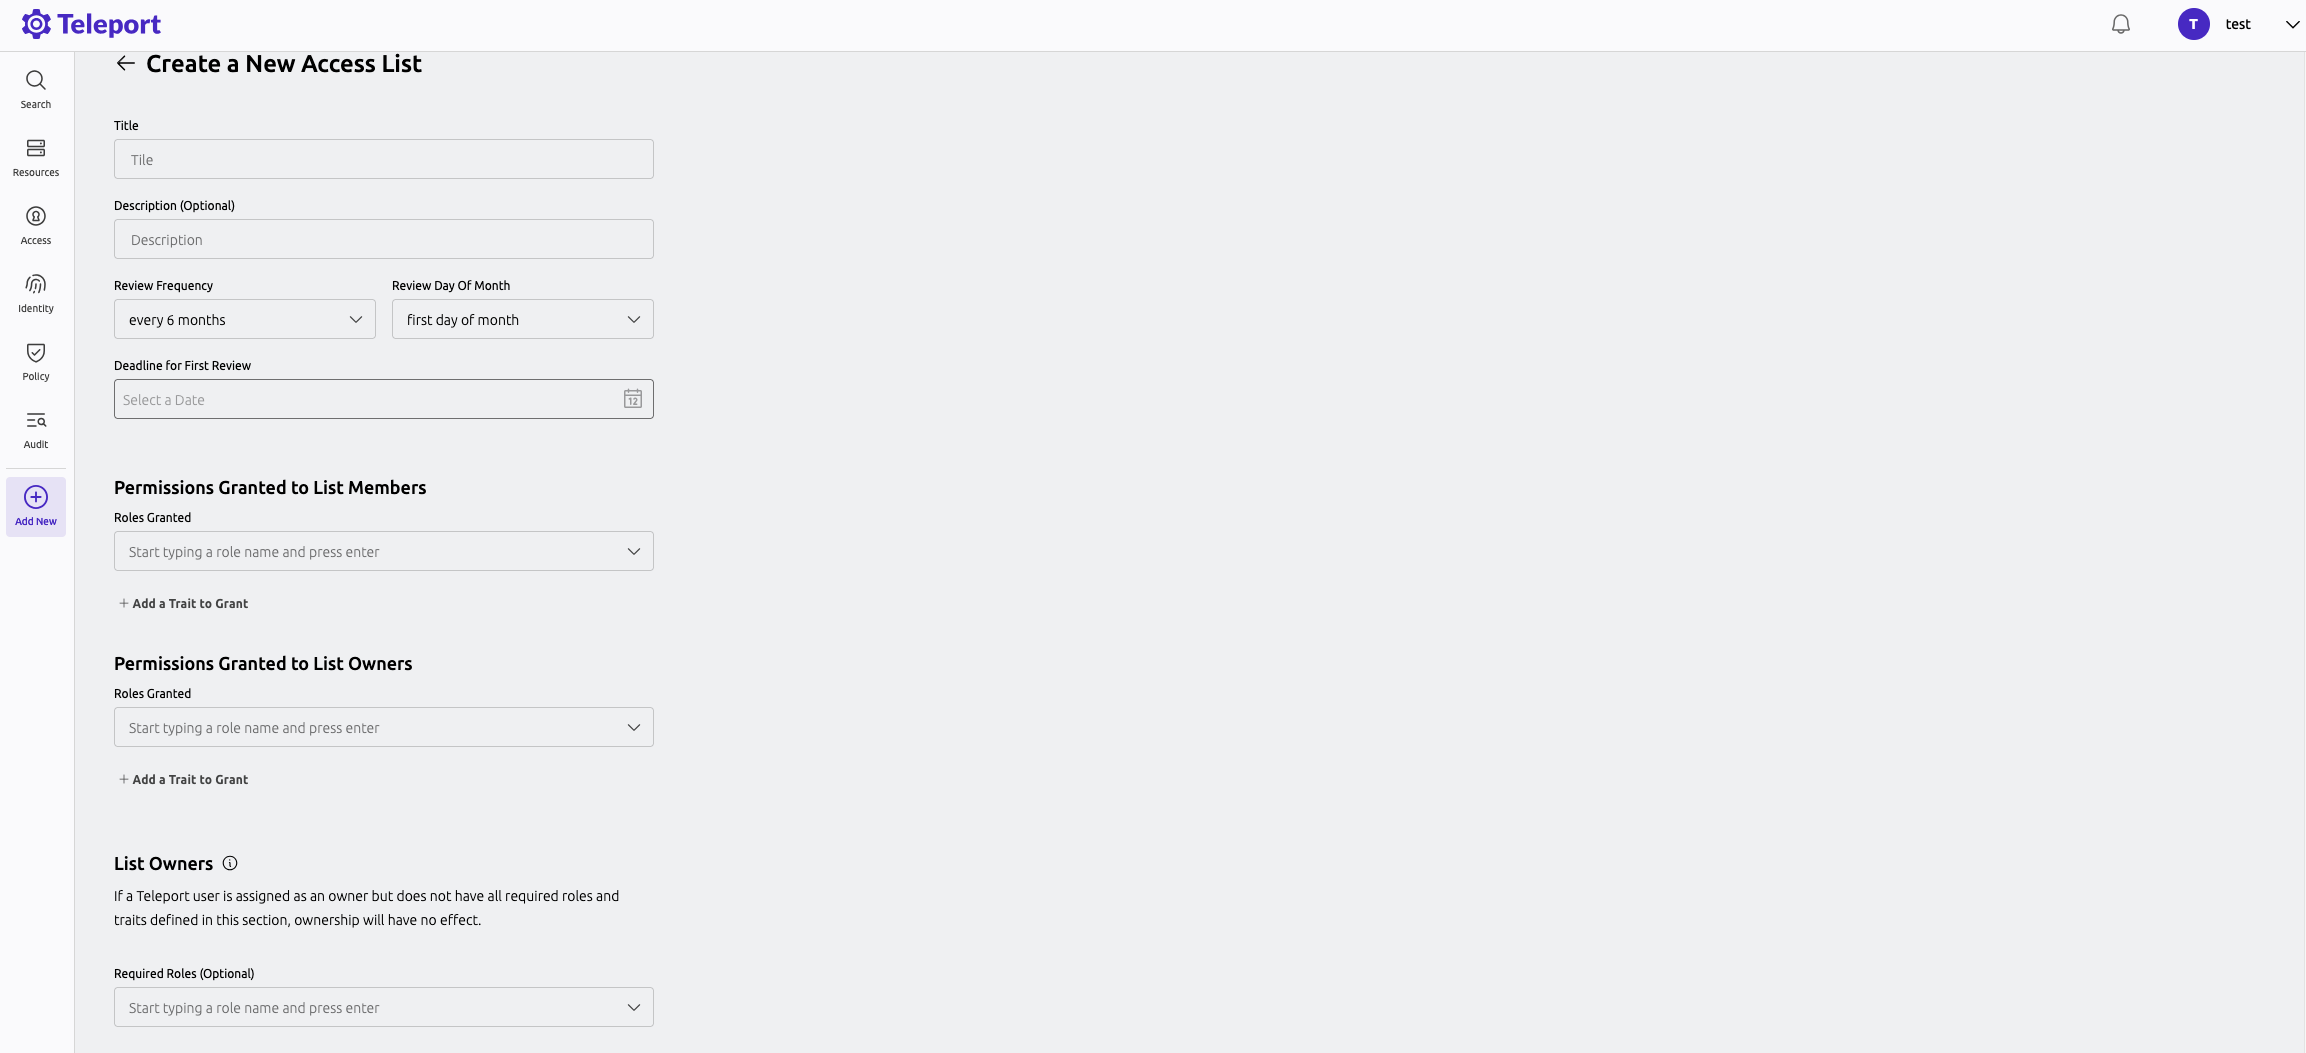 Teleport
T
test
Create a New Access List
Search
Resources
Access
Identity
Policy
Audit
Add New
Title
Tile
Description (Optional)
Description
Review Frequency
Review Day Of Month
every 6 months
first day of month
Deadline for First Review
Select a Date
12
Permissions Granted to List Members
Roles Granted
Start typing a role name and press enter
+ Add a Trait to Grant
Permissions Granted to List Owners
Roles Granted
Start typing a role name and press enter
+ Add a Trait to Grant
List Owners
If a Teleport user is assigned as an owner but does not have all required roles and
traits defined in this section, ownership will have no effect.
Required Roles (Optional)
Start typing a role name and press enter